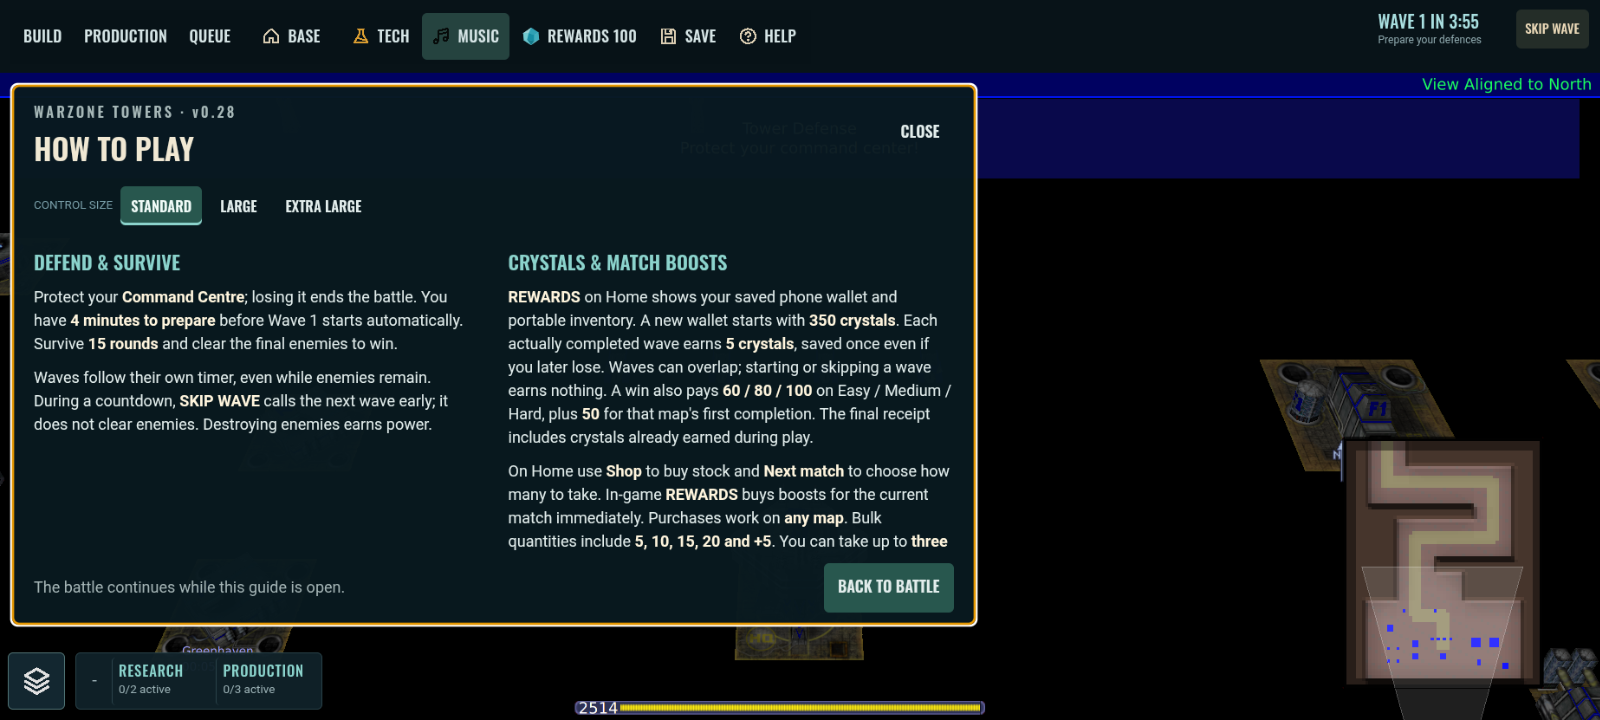 BUILD PRODUCTION QUEUE BASE TECH MUSIC REWARDS 100 SAVE HELP
WAVE 1 IN 3:55
Prepare your defences
SKIP WAVE
View Aligned to North
WARZONE TOWERS · v0.28
HOW TO PLAY
Tower Defense
Protect your command center!
CLOSE
CONTROL SIZE STANDARD LARGE EXTRA LARGE
DEFEND & SURVIVE
Protect your Command Centre; losing it ends the battle. You
have 4 minutes to prepare before Wave 1 starts automatically.
Survive 15 rounds and clear the final enemies to win.
Waves follow their own timer, even while enemies remain.
During a countdown, SKIP WAVE calls the next wave early; it
does not clear enemies. Destroying enemies earns power.
CRYSTALS & MATCH BOOSTS
REWARDS on Home shows your saved phone wallet and
portable inventory. A new wallet starts with 350 crystals. Each
actually completed wave earns 5 crystals, saved once even if
you later lose. Waves can overlap; starting or skipping a wave
earns nothing. A win also pays 60 / 80 / 100 on Easy / Medium /
Hard, plus 50 for that map's first completion. The final receipt
includes crystals already earned during play.
On Home use Shop to buy stock and Next match to choose how
many to take. In-game REWARDS buys boosts for the current
match immediately. Purchases work on any map. Bulk
quantities include 5, 10, 15, 20 and +5. You can take up to three
The battle continues while this guide is open.
BACK TO BATTLE
F1
Greenhaven
- RESEARCH
0/2 active
PRODUCTION
0/3 active
2514